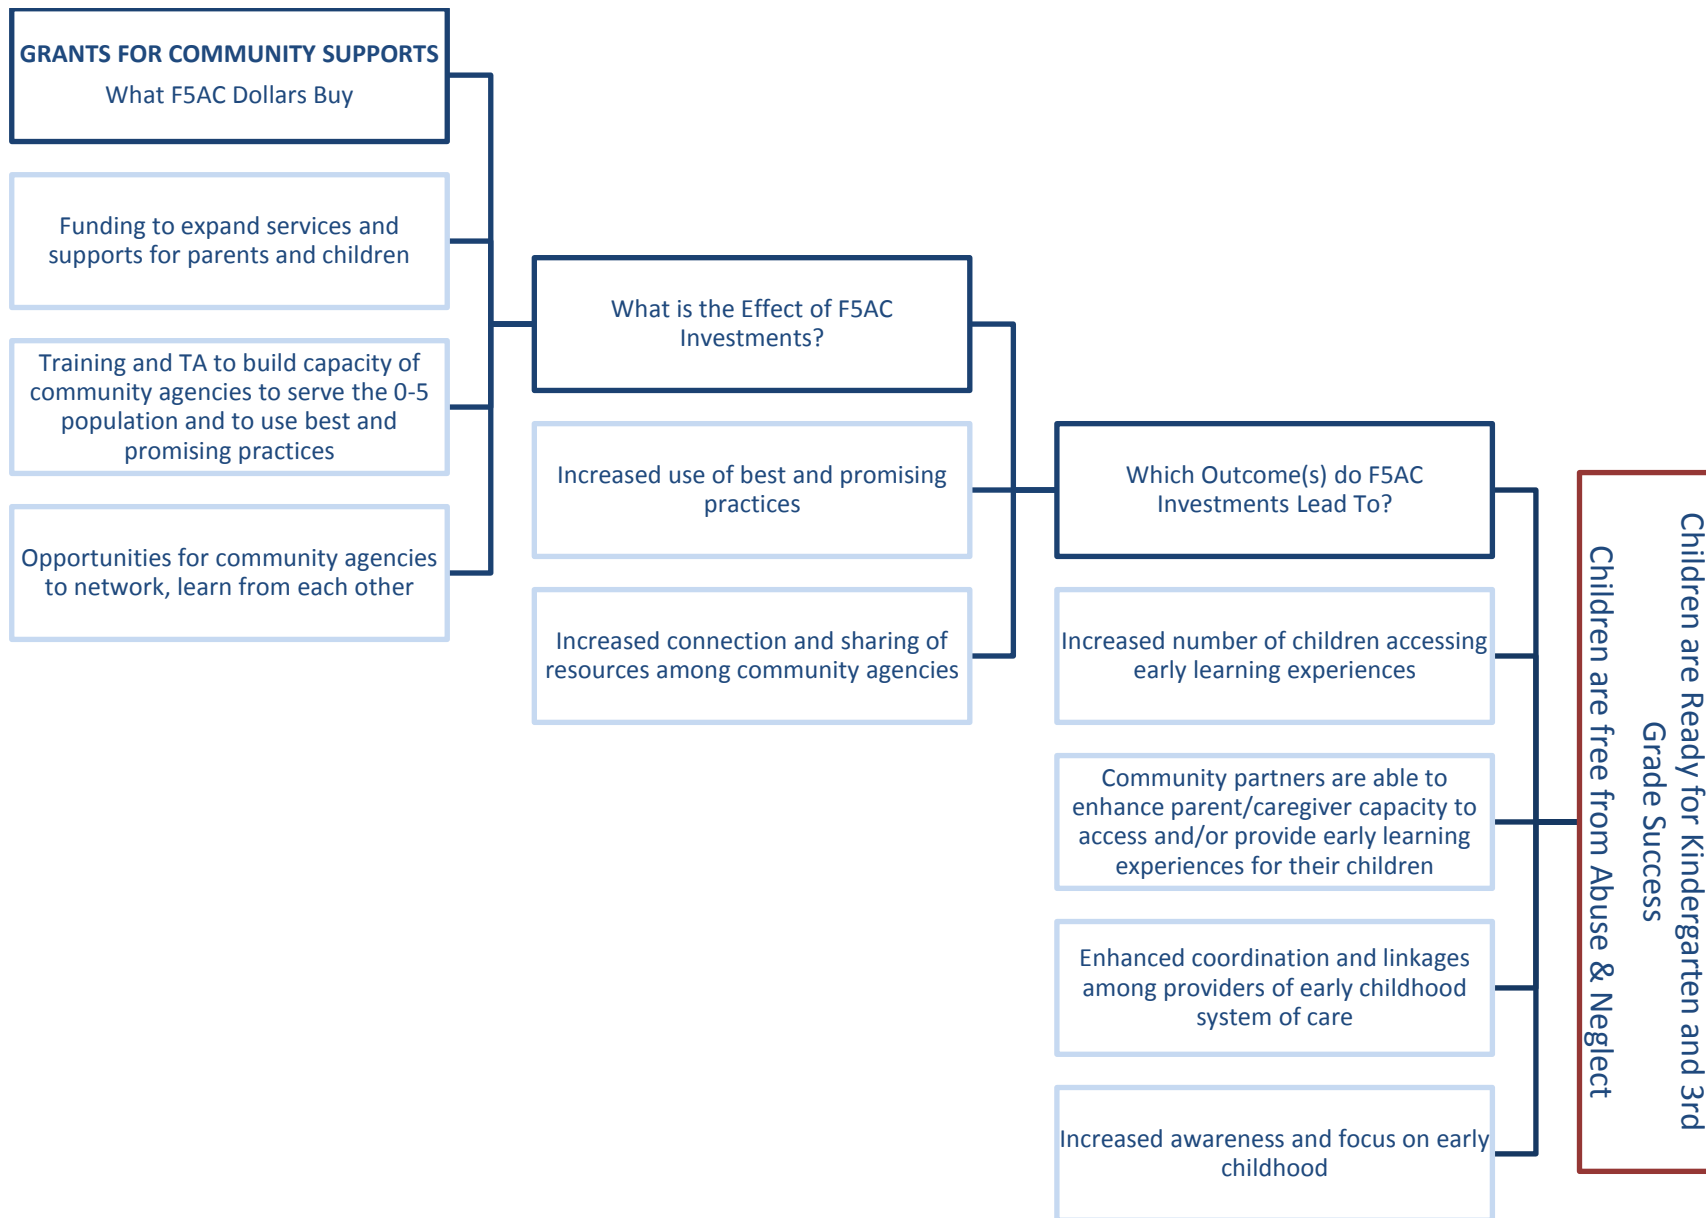 GRANTS FOR COMMUNITY SUPPORTS
What F5AC Dollars Buy
Funding to expand services and
supports for parents and children
Training and TA to build capacity of
community agencies to serve the 0-5
population and to use best and
promising practices
Opportunities for community agencies
to network, learn from each other
What is the Effect of F5AC
Investments?
Increased use of best and promising
practices
Increased connection and sharing of
resources among community agencies
Which Outcome(s) do F5AC
Investments Lead To?
Increased number of children accessing
early learning experiences
Community partners are able to
enhance parent/caregiver capacity to
access and/or provide early learning
experiences for their children
Enhanced coordination and linkages
among providers of early childhood
system of care
Increased awareness and focus on early
childhood
Children are Ready for Kindergarten and 3rd
Grade Success
Children are free from Abuse & Neglect